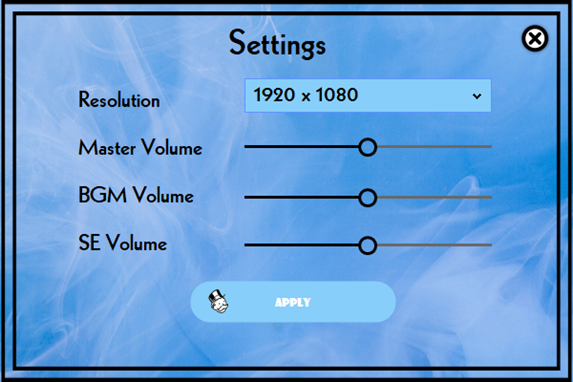 Settings
Resolution
1920 x 1080
Master Volume
BGM Volume
SE Volume
APPLY